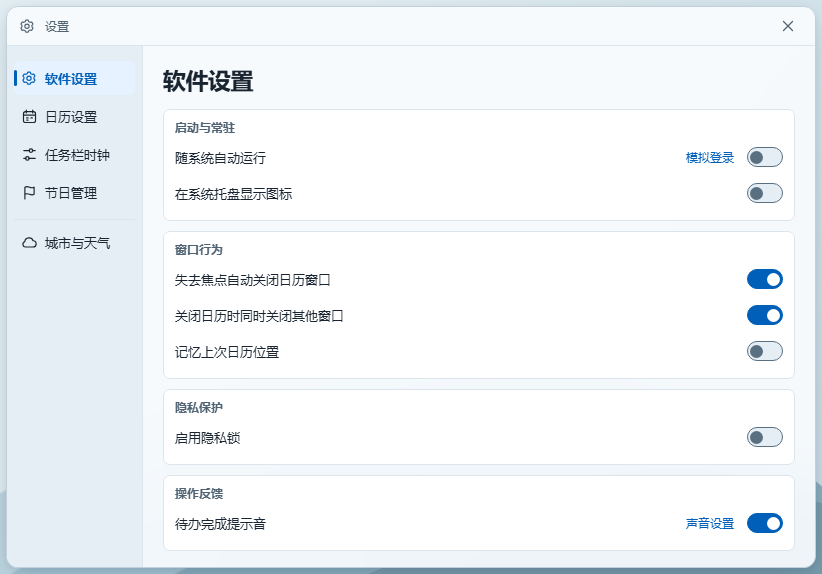 设置
软件设置
日历设置
任务栏时钟
节日管理
城市与天气
软件设置
启动与常驻
随系统自动运行 模拟登录
在系统托盘显示图标
窗口行为
失去焦点自动关闭日历窗口
关闭日历时同时关闭其他窗口
记忆上次日历位置
隐私保护
启用隐私锁
操作反馈
待办完成提示音 声音设置